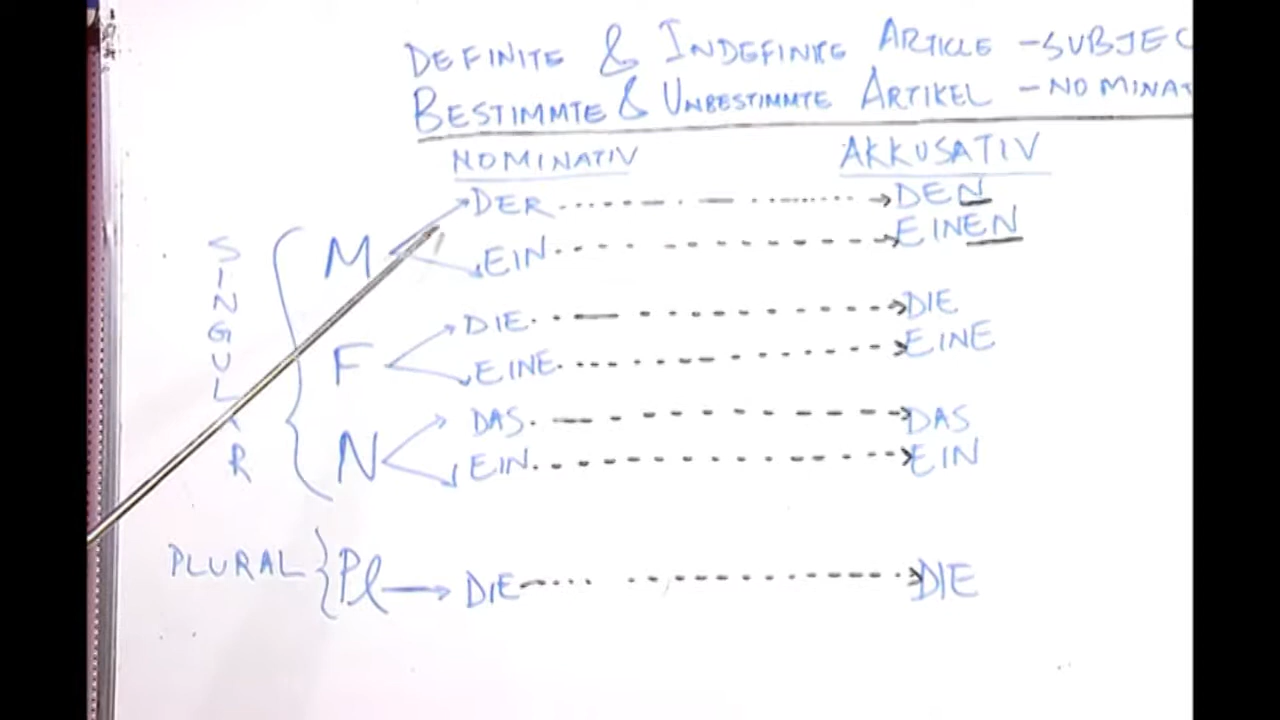 DEFINITE & INDEFINITE ARTICLE - SUBJEC
BESTIMMTE & UNBESTIMMTE ARTIKEL - NOMINAT
NOMINATIV AKKUSATIV
SINGULAR
M DER DEN
EIN EINEN
F DIE DIE
EINE EINE
N DAS DAS
EIN EIN
PLURAL Pl DIE DIE